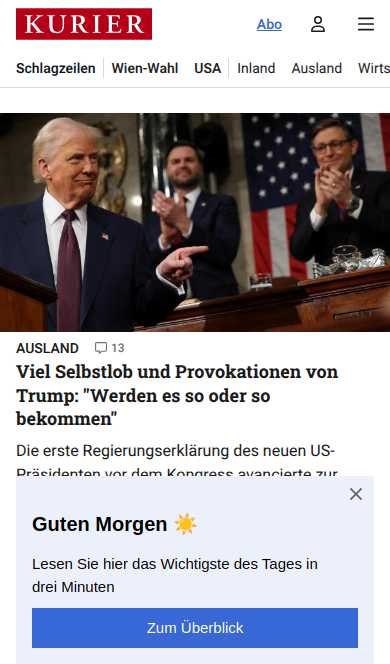 KURIER
Abo
Schlagzeilen Wien-Wahl USA Inland Ausland Wirts
AUSLAND 13
Viel Selbstlob und Provokationen von
Trump: "Werden es so oder so
bekommen"
Die erste Regierungserklärung des neuen US-
Präsidenten vor dem Kongress avancierte zur
Guten Morgen ☀️
Lesen Sie hier das Wichtigste des Tages in
drei Minuten
Zum Überblick